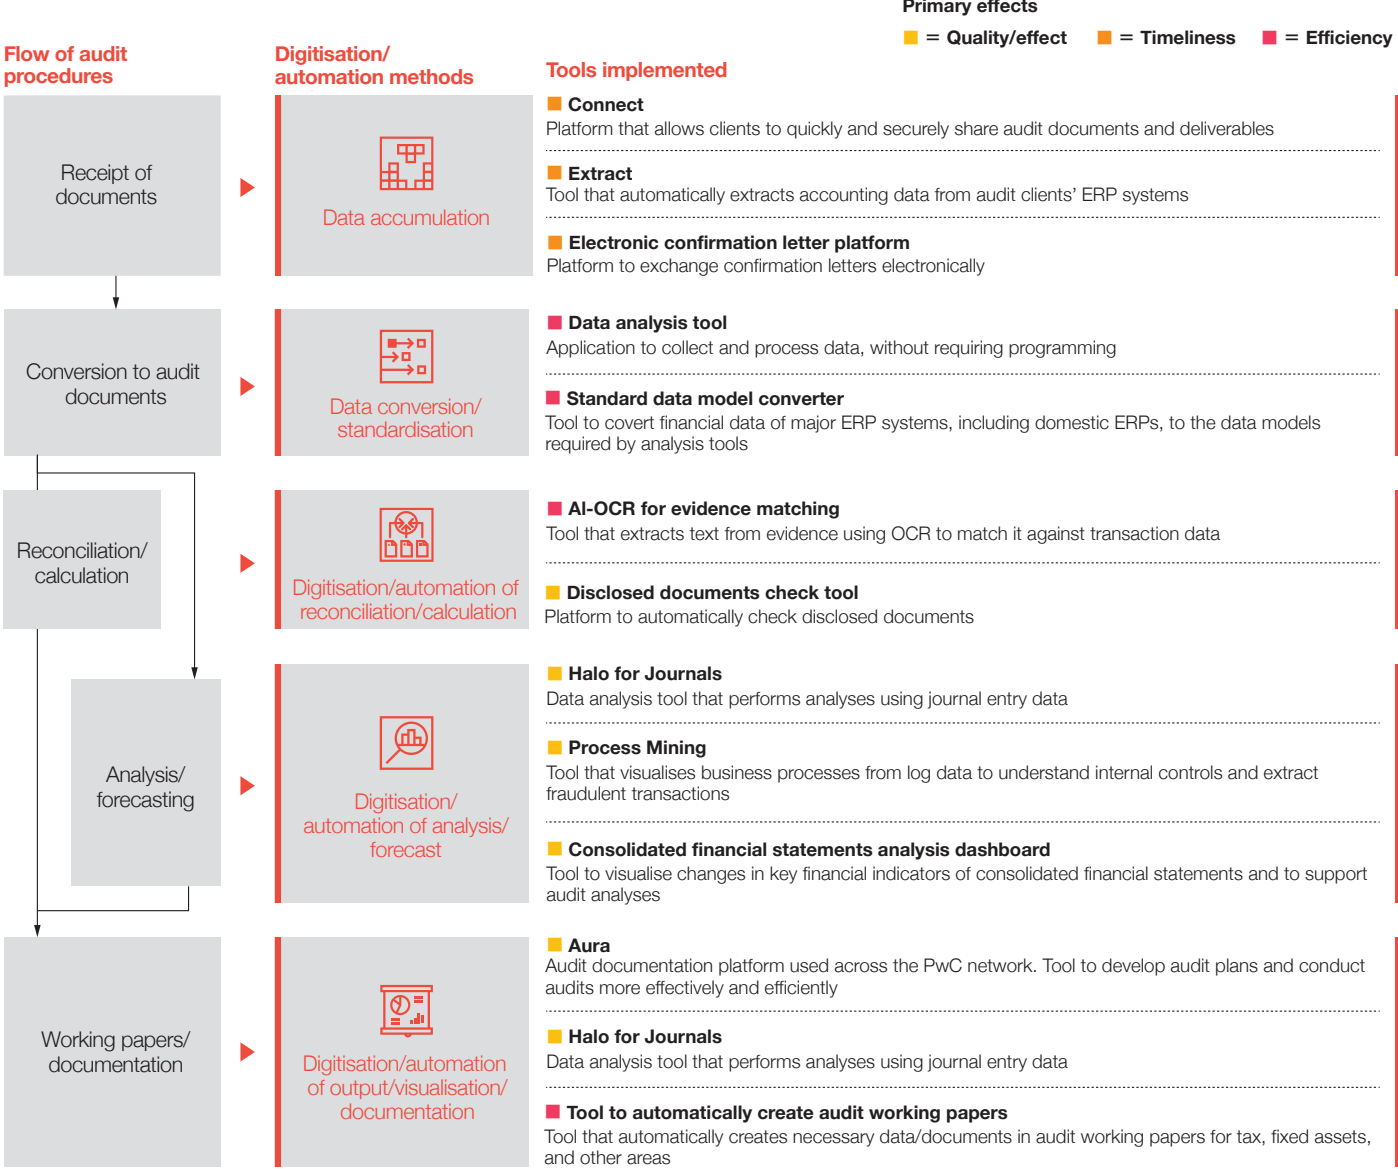 Primary effects
= Quality/effect = Timeliness = Efficiency
Flow of audit
procedures
Digitisation/
automation methods
Tools implemented
Receipt of
documents
Data accumulation
Connect
Platform that allows clients to quickly and securely share audit documents and deliverables
Extract
Tool that automatically extracts accounting data from audit clients' ERP systems
Electronic confirmation letter platform
Platform to exchange confirmation letters electronically
Conversion to audit
documents
Data conversion/
standardisation
Data analysis tool
Application to collect and process data, without requiring programming
Standard data model converter
Tool to covert financial data of major ERP systems, including domestic ERPs, to the data models
required by analysis tools
Reconciliation/
calculation
Digitisation/automation of
reconciliation/calculation
AI-OCR for evidence matching
Tool that extracts text from evidence using OCR to match it against transaction data
Disclosed documents check tool
Platform to automatically check disclosed documents
Analysis/
forecasting
Digitisation/
automation of analysis/
forecast
Halo for Journals
Data analysis tool that performs analyses using journal entry data
Process Mining
Tool that visualises business processes from log data to understand internal controls and extract
fraudulent transactions
Consolidated financial statements analysis dashboard
Tool to visualise changes in key financial indicators of consolidated financial statements and to support
audit analyses
Working papers/
documentation
Digitisation/automation
of output/visualisation/
documentation
Aura
Audit documentation platform used across the PwC network. Tool to develop audit plans and conduct
audits more effectively and efficiently
Halo for Journals
Data analysis tool that performs analyses using journal entry data
Tool to automatically create audit working papers
Tool that automatically creates necessary data/documents in audit working papers for tax, fixed assets,
and other areas